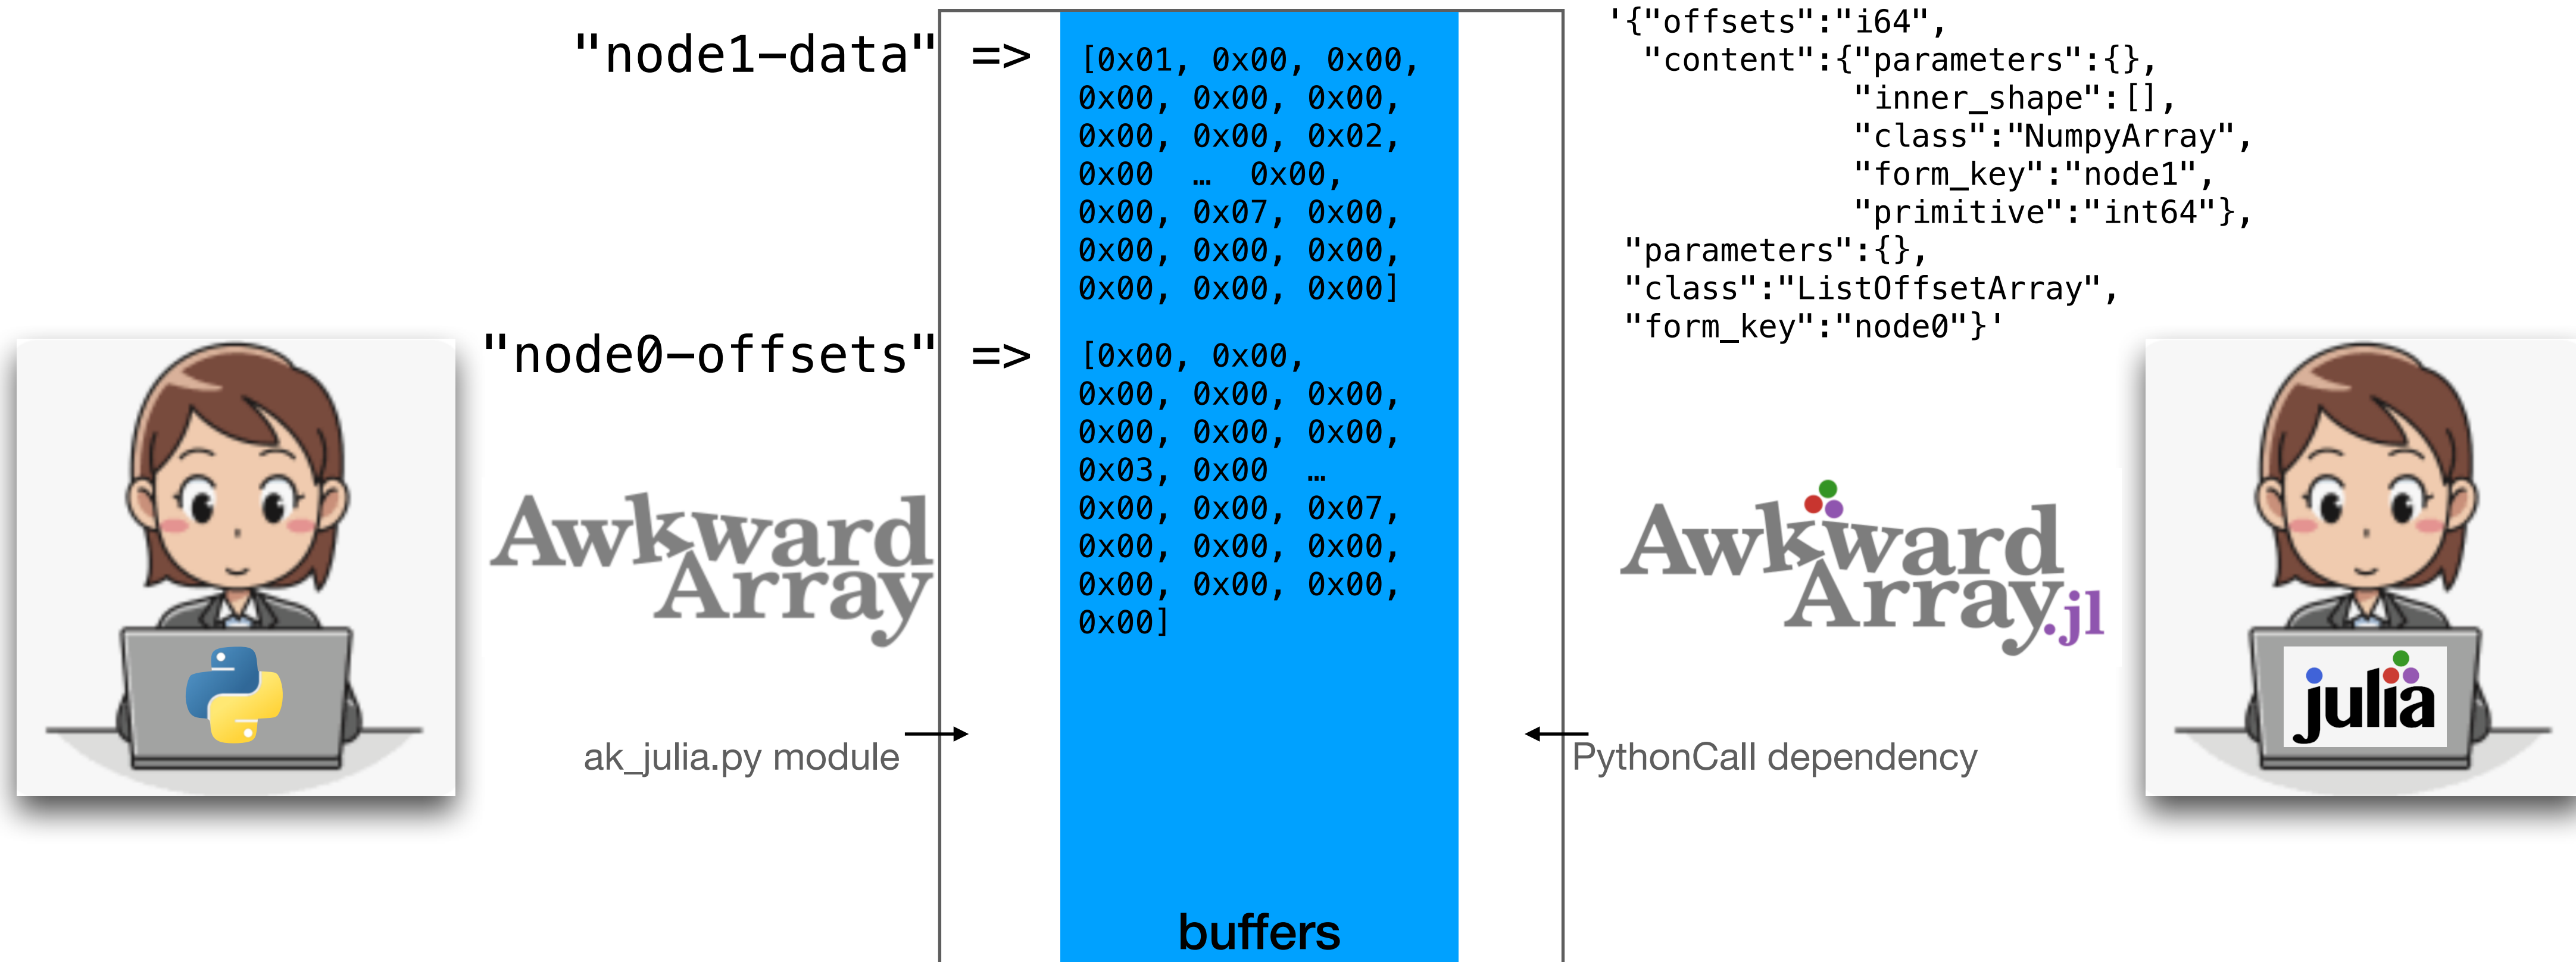 "node1-data" =>
[0x01, 0x00, 0x00,
0x00, 0x00, 0x00,
0x00, 0x00, 0x02,
0x00 … 0x00,
0x00, 0x07, 0x00,
0x00, 0x00, 0x00,
0x00, 0x00, 0x00]
"node0-offsets" =>
[0x00, 0x00,
0x00, 0x00, 0x00,
0x00, 0x00, 0x00,
0x03, 0x00 …
0x00, 0x00, 0x07,
0x00, 0x00, 0x00,
0x00, 0x00, 0x00,
0x00]
buffers
'{"offsets":"i64",
"content":{"parameters":{},
"inner_shape":[],
"class":"NumpyArray",
"form_key":"node1",
"primitive":"int64"},
"parameters":{},
"class":"ListOffsetArray",
"form_key":"node0"}'
Awkward
Array
ak_julia.py module
Awkward
Array.jl
PythonCall dependency
julia